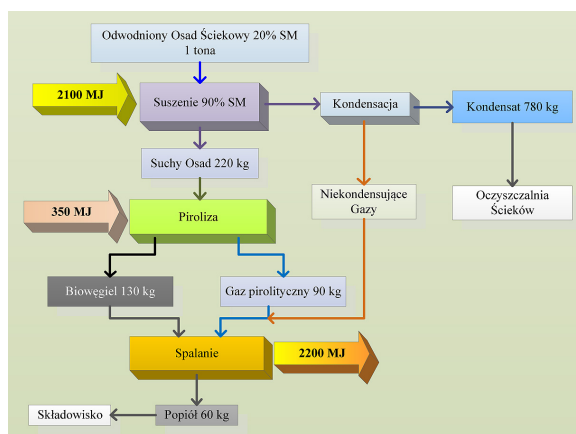 Odwodniony Osad Ściekowy 20% SM
1 tona
2100 MJ
Suszenie 90% SM
Kondensacja
Kondensat 780 kg
Suchy Osad 220 kg
Niekondensujące
Gazy
Oczyszczalnia
Ścieków
350 MJ
Piroliza
Biowęgiel 130 kg
Gaz pirolityczny 90 kg
Spalanie
2200 MJ
Składowisko
Popiół 60 kg